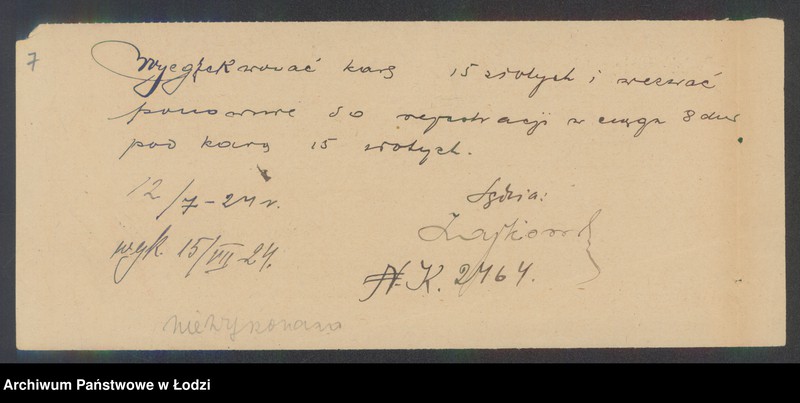 7
Wyegzekwować karę 15 złotych i wezwać
ponownie do rejestracji w ciągu 8 dni
pod karą 15 złotych.
12/7-24 r.
Sędzia:
wyk. 15/VII 24.
N. K. 2464.
niewykonano
Archiwum Państwowe w Łodzi